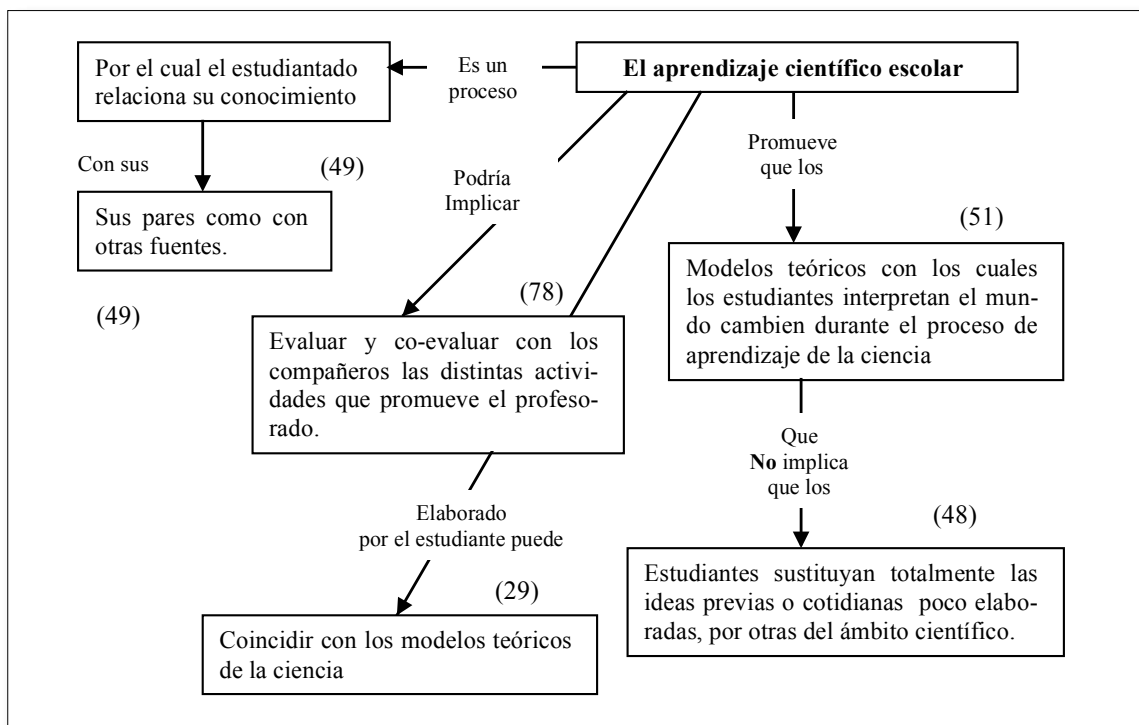 Por el cual el estudiantado
relaciona su conocimiento
Es un
proceso
El aprendizaje científico escolar
Con sus
(49)
Sus pares como con
otras fuentes.
(49)
Podría
Implicar
Promueve
que los
(51)
Modelos teóricos con los cuales
los estudiantes interpretan el mun-
do cambien durante el proceso de
aprendizaje de la ciencia
(78)
Evaluar y co-evaluar con los
compañeros las distintas activi-
dades que promueve el profeso-
rado.
Que
No implica
que los
(48)
Estudiantes sustituyan totalmente las
ideas previas o cotidianas poco elabo-
radas, por otras del ámbito científico.
Elaborado
por el estudiante puede
(29)
Coincidir con los modelos teóricos
de la ciencia